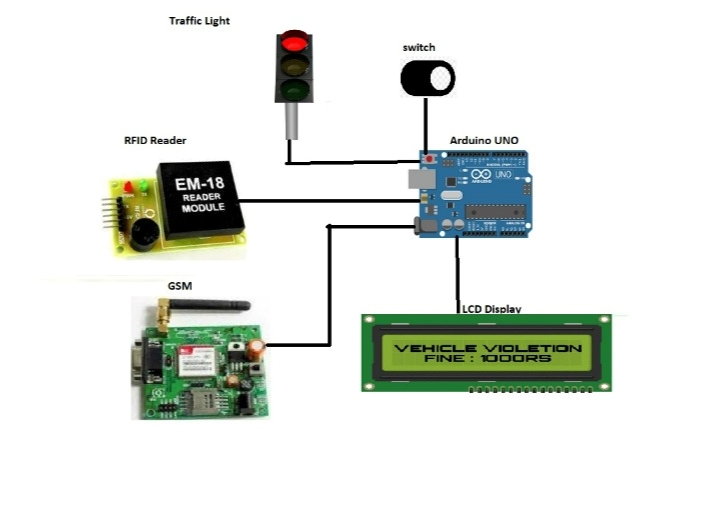 Traffic Light
switch
RFID Reader
Arduino UNO
EM-18
READER
MODULE
UNO
ARDUINO
GSM
LCD Display
VEHICLE VIOLETION
FINE : 1000RS